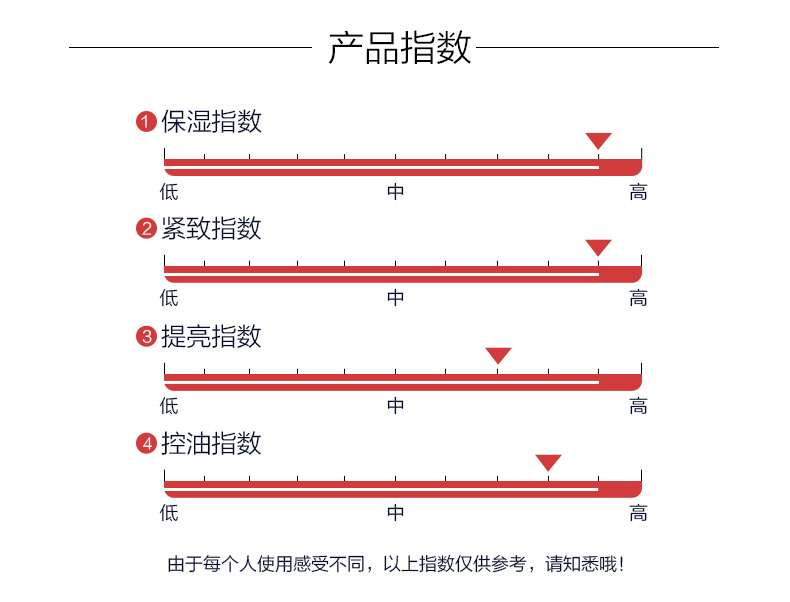 产品指数
1 保湿指数
低 中 高
2 紧致指数
低 中 高
3 提亮指数
低 中 高
4 控油指数
低 中 高
由于每个人使用感受不同，以上指数仅供参考，请知悉哦！